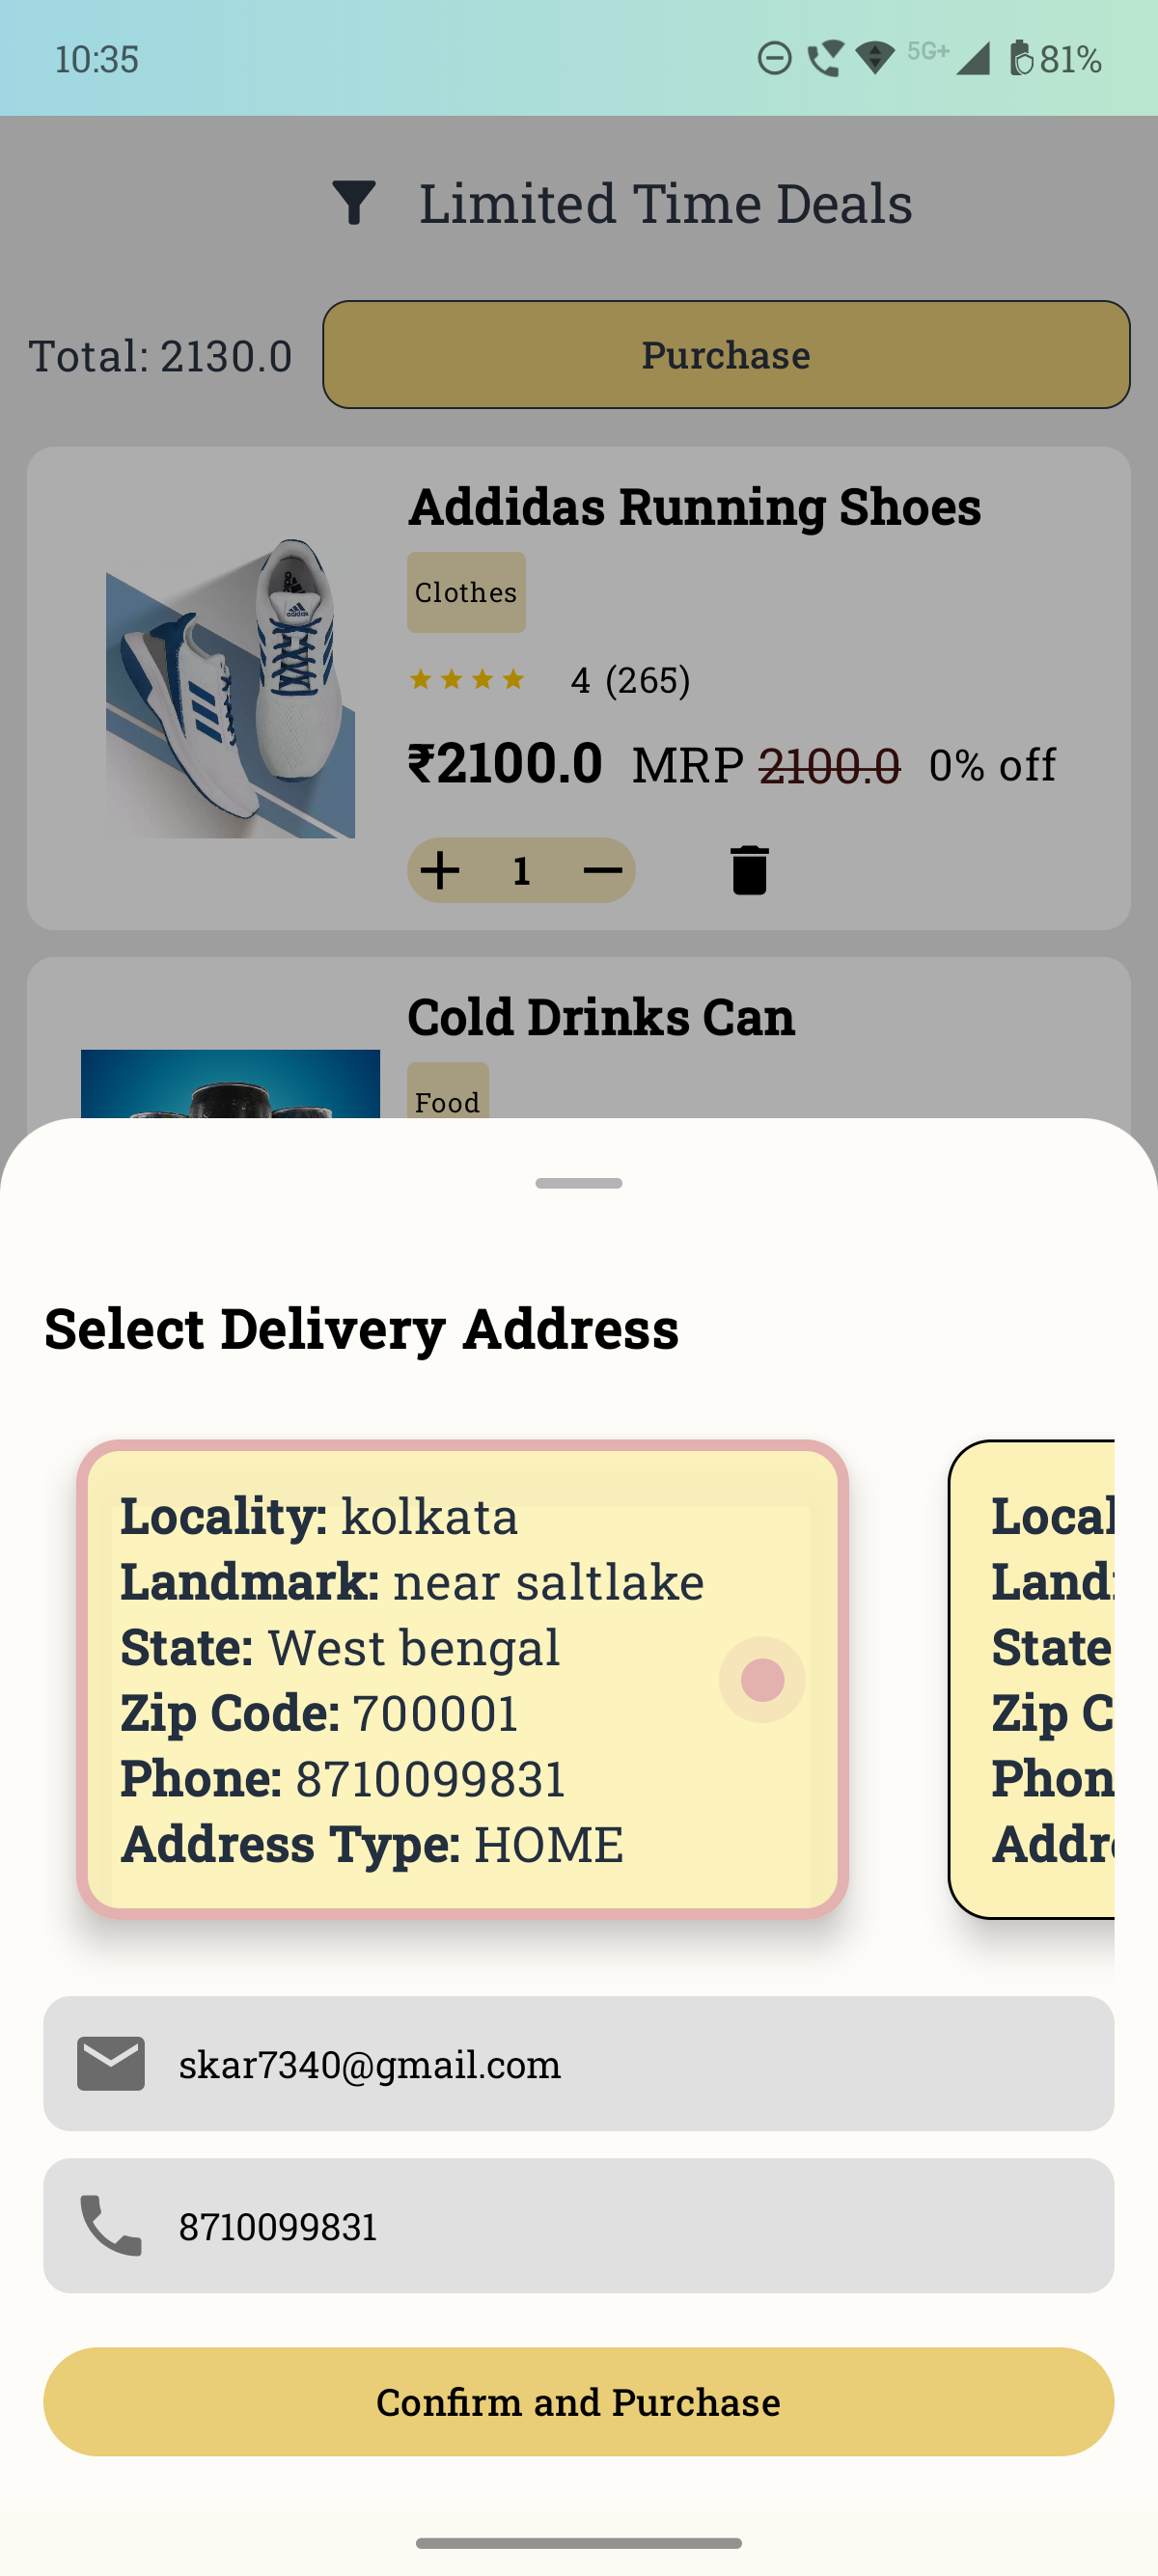 10:35
5G+ 81%
Limited Time Deals
Total: 2130.0
Purchase
Addidas Running Shoes
Clothes
4 (265)
₹2100.0 MRP 2100.0 0% off
1
adidas
Cold Drinks Can
Food
Select Delivery Address
Locality: kolkata
Landmark: near saltlake
State: West bengal
Zip Code: 700001
Phone: 8710099831
Address Type: HOME
Local
Land
State
Zip C
Phon
Addr
skar7340@gmail.com
8710099831
Confirm and Purchase